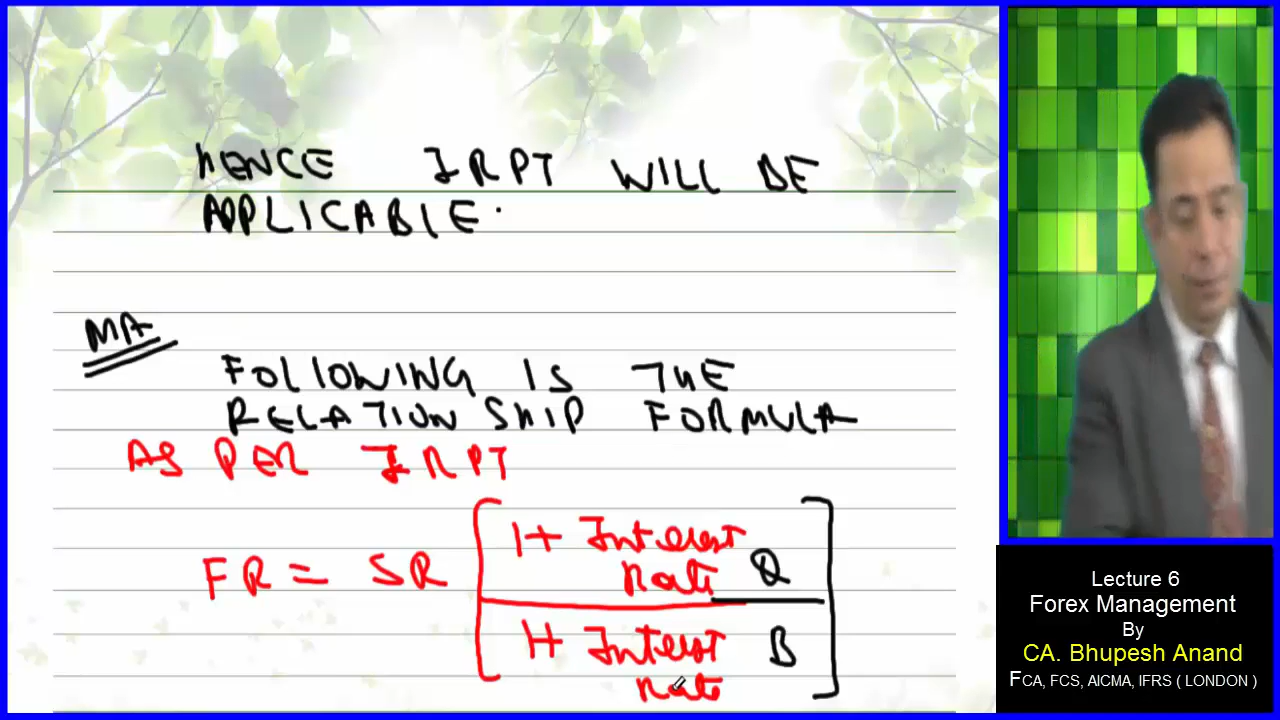 HENCE IRPT WILL BE
APPLICABLE.
MA
FOLLOWING IS THE
RELATIONSHIP FORMULA
AS PER IRPT
FR = SR [ 1+ Interest Rate Q / 1+ Interest Rate B ]
Lecture 6
Forex Management
By
CA. Bhupesh Anand
FCA, FCS, AICMA, IFRS ( LONDON )